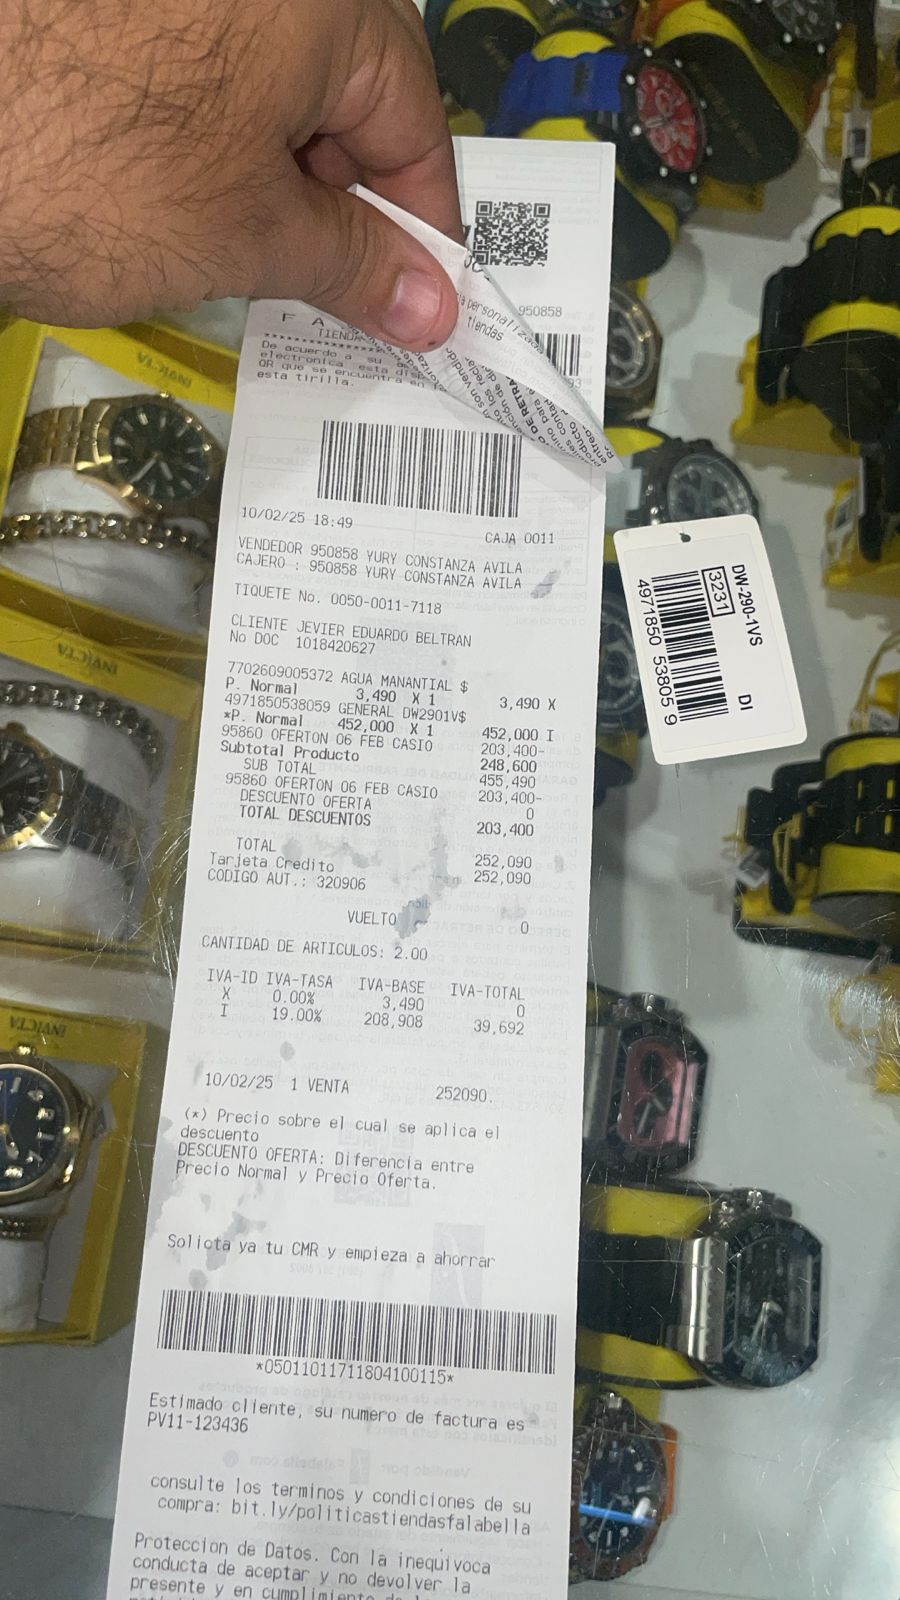 950858
la personaliz
tiendas
F A
TIEND
De acuerdo a su
electronica esta dis
QR que se encuentra en
esta tirilla.
10/02/25 18:49
CAJA 0011
VENDEDOR 950858 YURY CONSTANZA AVILA
CAJERO : 950858 YURY CONSTANZA AVILA
TIQUETE No. 0050-0011-7118
CLIENTE JEVIER EDUARDO BELTRAN
No DOC 1018420627
7702609005372 AGUA MANANTIAL $
P. Normal 3,490 X 1 3,490 X
4971850538059 GENERAL DW2901V$
*P. Normal 452,000 X 1 452,000 I
95860 OFERTON 06 FEB CASIO 203,400-
Subtotal Producto 248,600
SUB TOTAL 455,490
95860 OFERTON 06 FEB CASIO 203,400-
DESCUENTO OFERTA 0
TOTAL DESCUENTOS 203,400
TOTAL 252,090
Tarjeta Credito 252,090
CODIGO AUT.: 320906
VUELTO 0
CANTIDAD DE ARTICULOS: 2.00
IVA-ID IVA-TASA IVA-BASE IVA-TOTAL
X 0.00% 3,490 0
I 19.00% 208,908 39,692
10/02/25 1 VENTA 252090.
(*) Precio sobre el cual se aplica el
descuento
DESCUENTO OFERTA: Diferencia entre
Precio Normal y Precio Oferta.
Solicita ya tu CMR y empieza a ahorrar
*05011011711804100115*
Estimado cliente, su numero de factura es
PV11-123436
consulte los terminos y condiciones de su
compra: bit.ly/politicastiendasfalabella
Proteccion de Datos. Con la inequivoca
conducta de aceptar y no devolver la
presente y en cumplimiento de
DW-290-1VS
3231
DI
4971850 53805 9
INVICTA
INVICTA
INVICTA